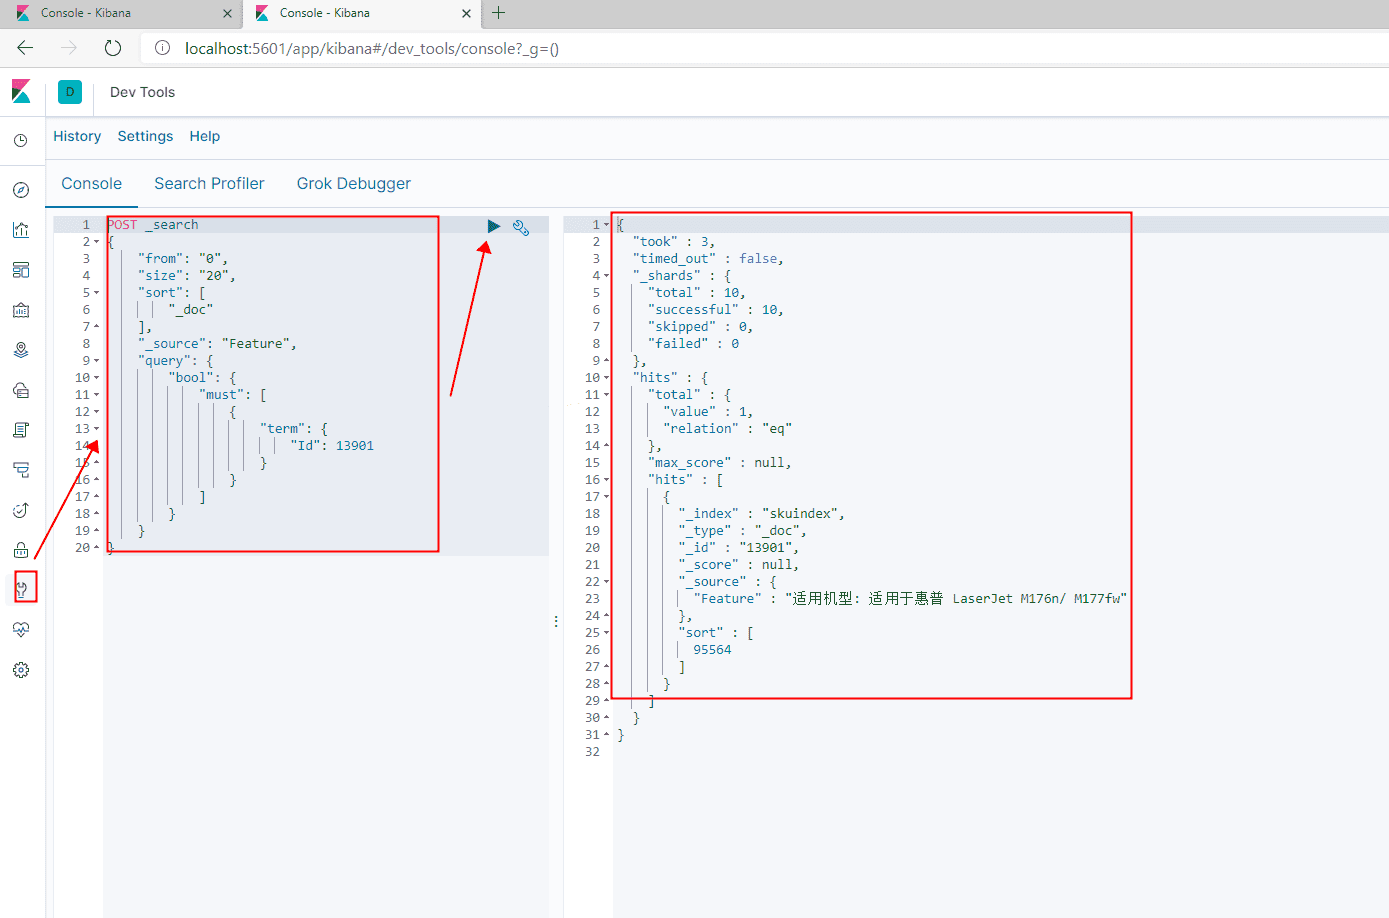 Console - Kibana
Console - Kibana
localhost:5601/app/kibana#/dev_tools/console?_g=()
D
Dev Tools
History Settings Help
Console Search Profiler Grok Debugger
1 POST _search
2 {
3 "from": "0",
4 "size": "20",
5 "sort": [
6 "_doc"
7 ],
8 "_source": "Feature",
9 "query": {
10 "bool": {
11 "must": [
12 {
13 "term": {
14 "Id": 13901
15 }
16 }
17 ]
18 }
19 }
20 }
1 {
2 "took" : 3,
3 "timed_out" : false,
4 "_shards" : {
5 "total" : 10,
6 "successful" : 10,
7 "skipped" : 0,
8 "failed" : 0
9 },
10 "hits" : {
11 "total" : {
12 "value" : 1,
13 "relation" : "eq"
14 },
15 "max_score" : null,
16 "hits" : [
17 {
18 "_index" : "skuindex",
19 "_type" : "_doc",
20 "_id" : "13901",
21 "_score" : null,
22 "_source" : {
23 "Feature" : "适用机型: 适用于惠普 LaserJet M176n/ M177fw"
24 },
25 "sort" : [
26 95564
27 ]
28 }
29 ]
30 }
31 }
32